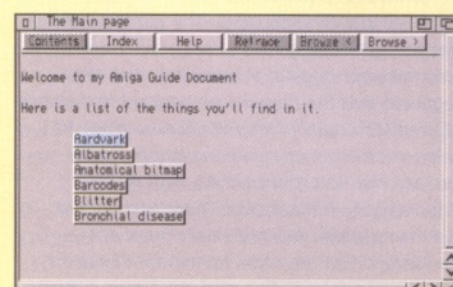 The Main page
Contents Index Help Retrace Browse < Browse >
Welcome to my Amiga Guide Document
Here is a list of the things you'll find in it.
Aardvark
Albatross
Anatomical bitmap
Barcodes
Blitter
Bronchial disease